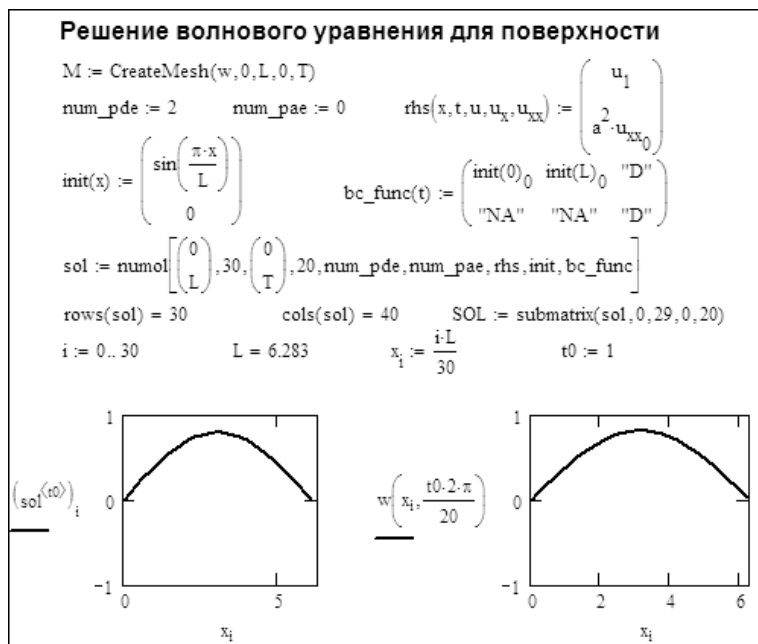 Решение волнового уравнения для поверхности
M := CreateMesh(w,0,L,0,T)
num_pde := 2 num_pae := 0 rhs(x,t,u,u_x,u_xx) := (u_1 a^2·u_xx_0)
init(x) := (sin(π·x/L) 0) bc_func(t) := (init(0)_0 init(L)_0 "D" "NA" "NA" "D")
sol := numol[(0 L),30,(0 T),20,num_pde,num_pae,rhs,init,bc_func]
rows(sol) = 30 cols(sol) = 40 SOL := submatrix(sol,0,29,0,20)
i := 0.. 30 L = 6.283 x_i := i·L/30 t0 := 1
1
(sol^<t0>)_i 0
−1
0 5
x_i
1
w(x_i, t0·2·π/20) 0
−1
0 2 4 6
x_i